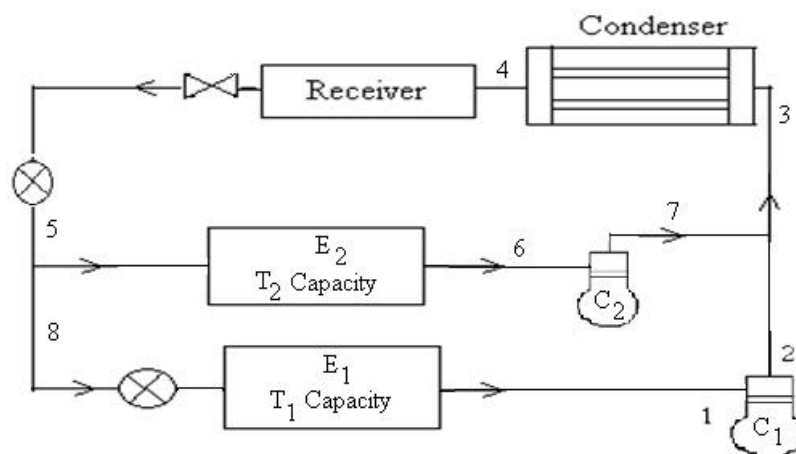 Condenser
4
Receiver
3
5
E2
T2 Capacity
6
7
C2
8
E1
T1 Capacity
2
1
C1